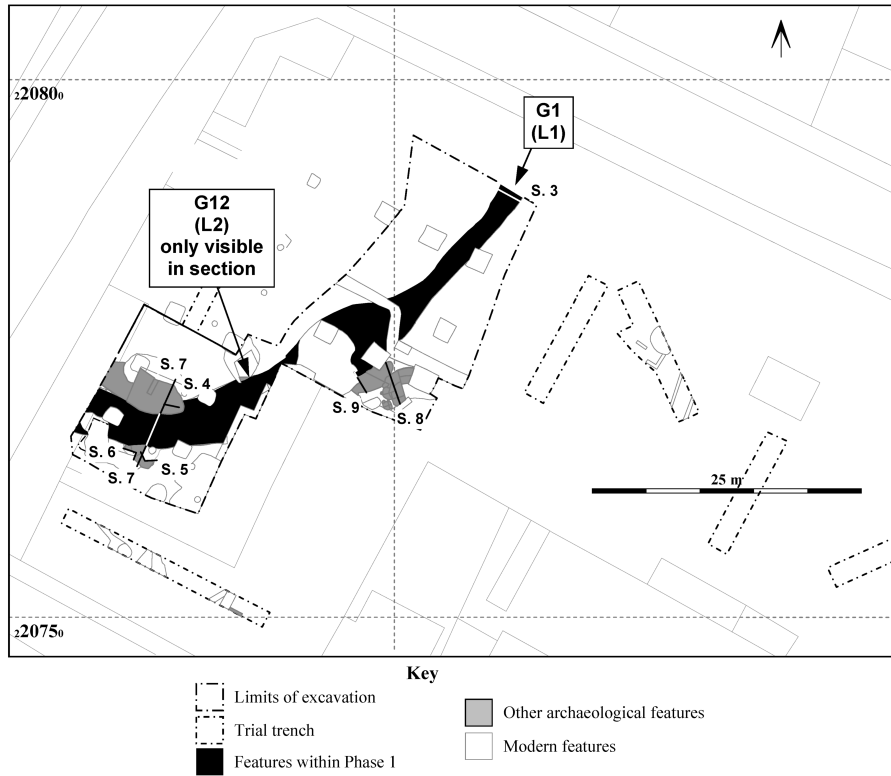 220800
G1
(L1)
S. 3
G12
(L2)
only visible
in section
S. 7
S. 4
S. 9
S. 8
S. 6
S. 5
S. 7
25 m
220750
Key
Limits of excavation
Trial trench
Features within Phase 1
Other archaeological features
Modern features